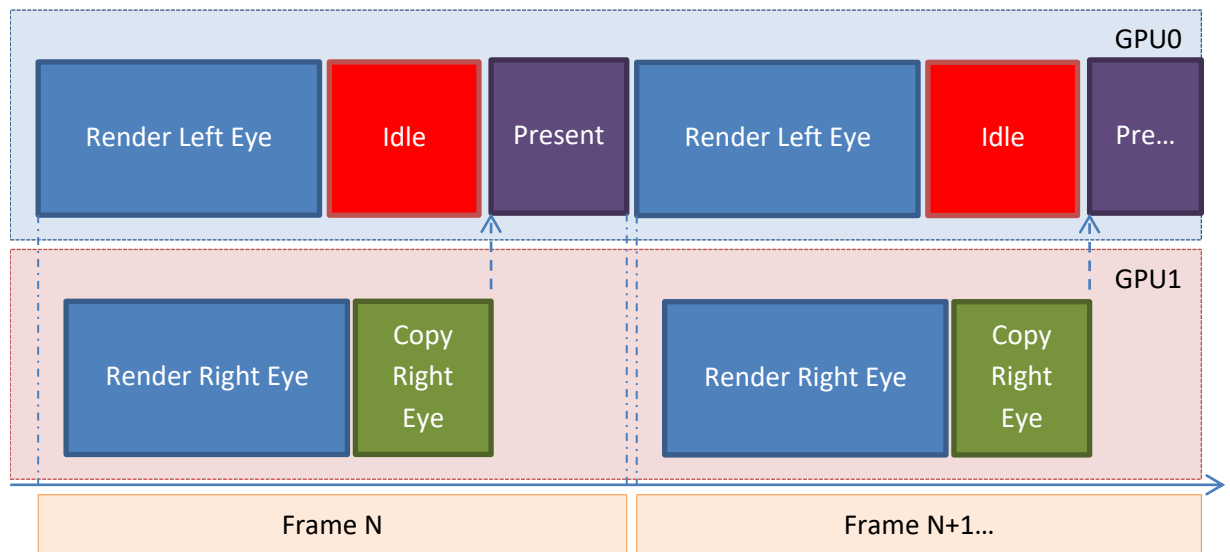 GPU0
Render Left Eye
Idle
Present
Render Left Eye
Idle
Pre…
GPU1
Render Right Eye
Copy
Right
Eye
Render Right Eye
Copy
Right
Eye
Frame N
Frame N+1…